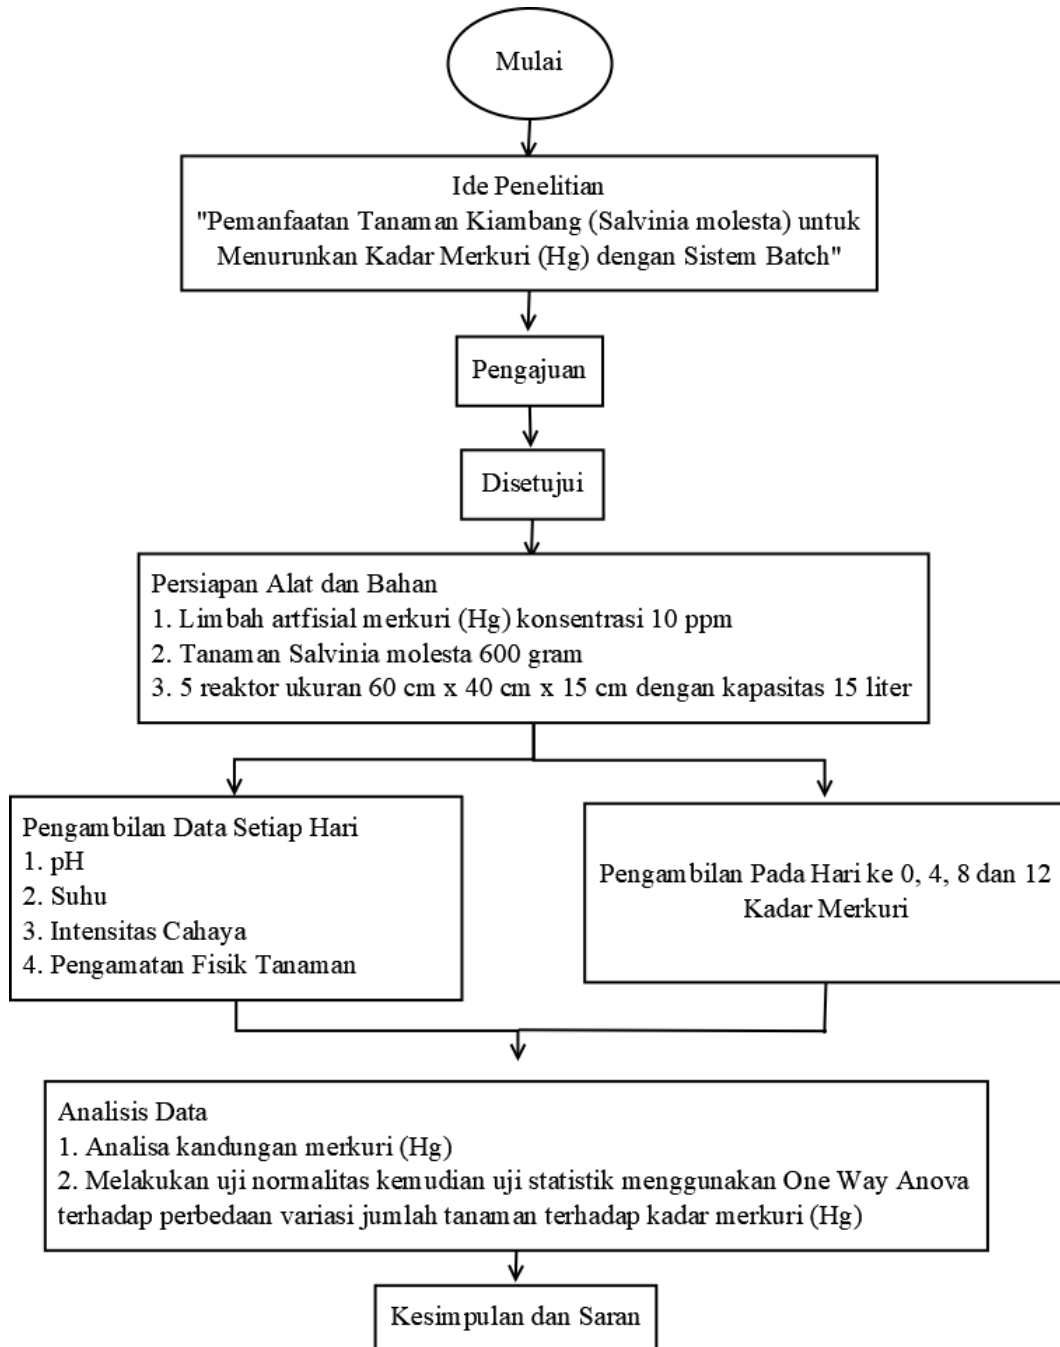 Mulai
Ide Penelitian
"Pemanfaatan Tanaman Kiambang (Salvinia molesta) untuk
Menurunkan Kadar Merkuri (Hg) dengan Sistem Batch"
Pengajuan
Disetujui
Persiapan Alat dan Bahan
1. Limbah artfisial merkuri (Hg) konsentrasi 10 ppm
2. Tanaman Salvinia molesta 600 gram
3. 5 reaktor ukuran 60 cm x 40 cm x 15 cm dengan kapasitas 15 liter
Pengambilan Data Setiap Hari
1. pH
2. Suhu
3. Intensitas Cahaya
4. Pengamatan Fisik Tanaman
Pengambilan Pada Hari ke 0, 4, 8 dan 12
Kadar Merkuri
Analisis Data
1. Analisa kandungan merkuri (Hg)
2. Melakukan uji normalitas kemudian uji statistik menggunakan One Way Anova
terhadap perbedaan variasi jumlah tanaman terhadap kadar merkuri (Hg)
Kesimpulan dan Saran